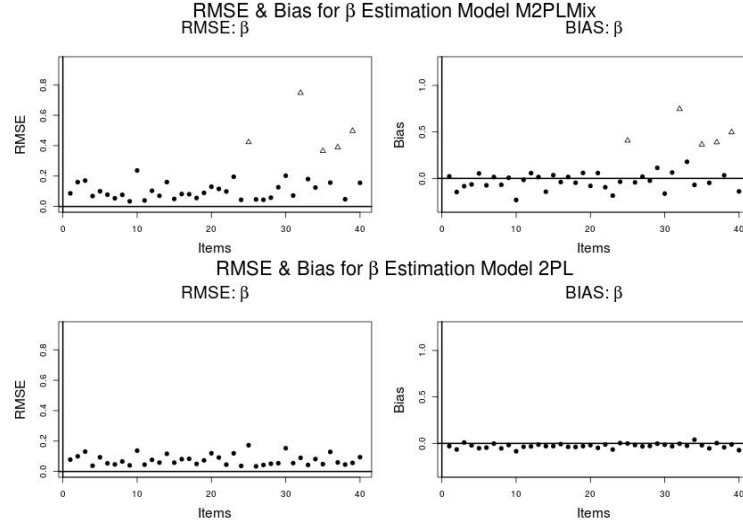 RMSE & Bias for β Estimation Model M2PLMix
RMSE: β
BIAS: β
RMSE
0.0 0.2 0.4 0.6 0.8
0 10 20 30 40
Items
Bias
0.0 0.5 1.0
0 10 20 30 40
Items
RMSE & Bias for β Estimation Model 2PL
RMSE: β
BIAS: β
RMSE
0.0 0.2 0.4 0.6 0.8
0 10 20 30 40
Items
Bias
0.0 0.5 1.0
0 10 20 30 40
Items